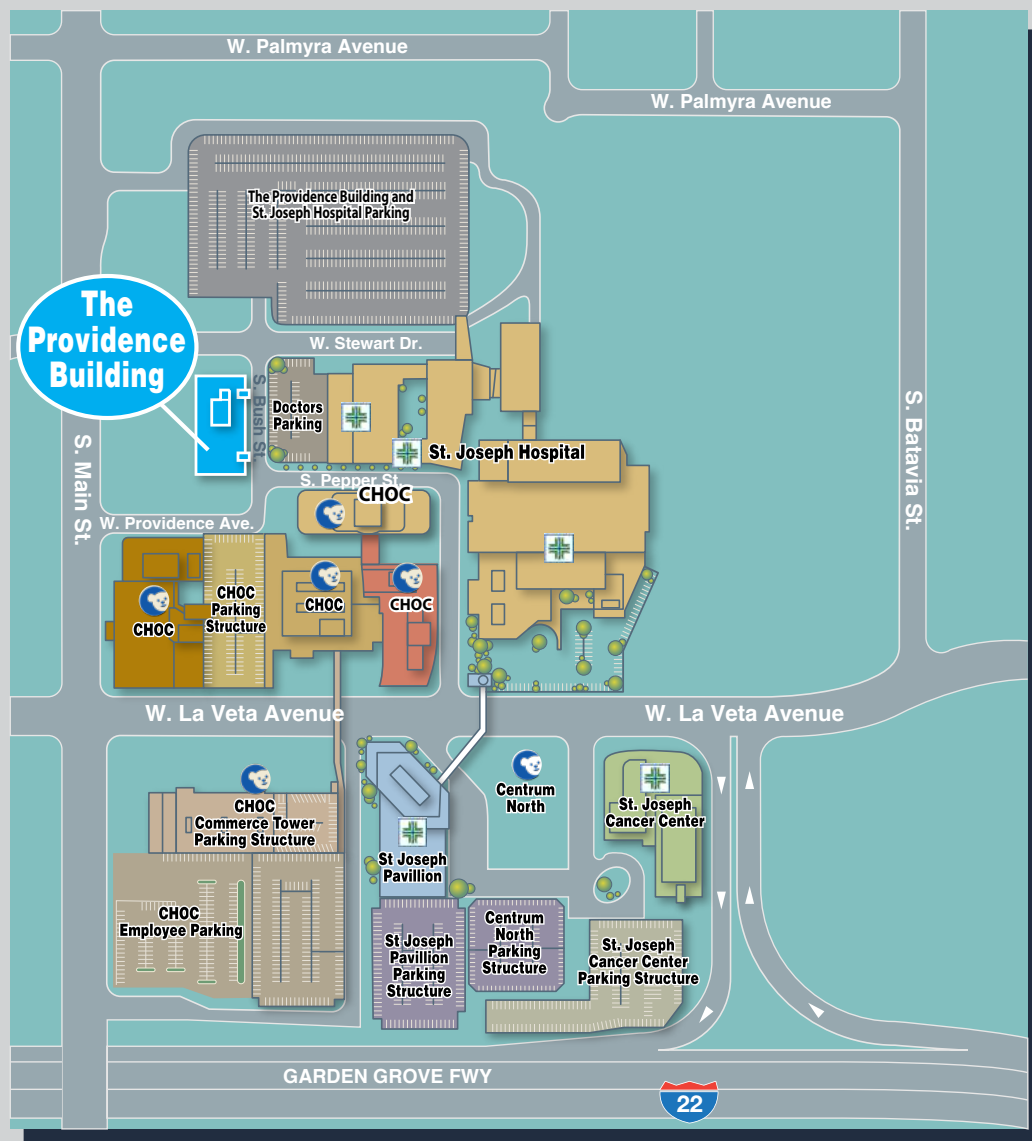 W. Palmyra Avenue
W. Palmyra Avenue
The Providence Building and
St. Joseph Hospital Parking
The
Providence
Building
W. Stewart Dr.
S. Bush St.
Doctors
Parking
St. Joseph Hospital
S. Main St.
S. Batavia St.
S. Pepper St.
CHOC
W. Providence Ave.
CHOC
CHOC
Parking
Structure
CHOC
CHOC
W. La Veta Avenue
W. La Veta Avenue
Centrum
North
CHOC
Commerce Tower
Parking Structure
St. Joseph
Cancer Center
St Joseph
Pavillion
CHOC
Employee Parking
St Joseph
Pavillion
Parking
Structure
Centrum
North
Parking
Structure
St. Joseph
Cancer Center
Parking Structure
GARDEN GROVE FWY
22